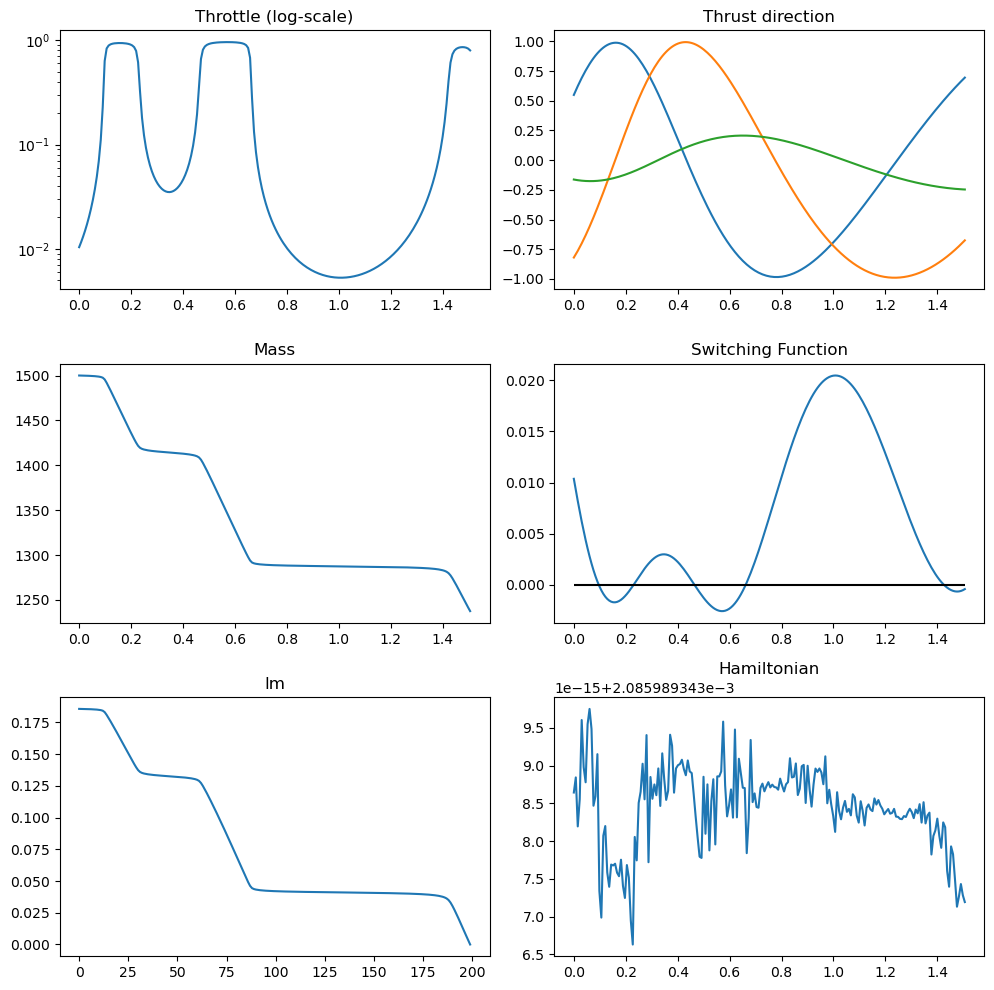 Throttle (log-scale)
10^0
10^-1
10^-2
0.0 0.2 0.4 0.6 0.8 1.0 1.2 1.4
Thrust direction
1.00
0.75
0.50
0.25
0.00
−0.25
−0.50
−0.75
−1.00
0.0 0.2 0.4 0.6 0.8 1.0 1.2 1.4
Mass
1500
1450
1400
1350
1300
1250
0.0 0.2 0.4 0.6 0.8 1.0 1.2 1.4
Switching Function
0.020
0.015
0.010
0.005
0.000
0.0 0.2 0.4 0.6 0.8 1.0 1.2 1.4
lm
0.175
0.150
0.125
0.100
0.075
0.050
0.025
0.000
0 25 50 75 100 125 150 175 200
Hamiltonian
1e−15+2.085989343e−3
9.5
9.0
8.5
8.0
7.5
7.0
6.5
0.0 0.2 0.4 0.6 0.8 1.0 1.2 1.4